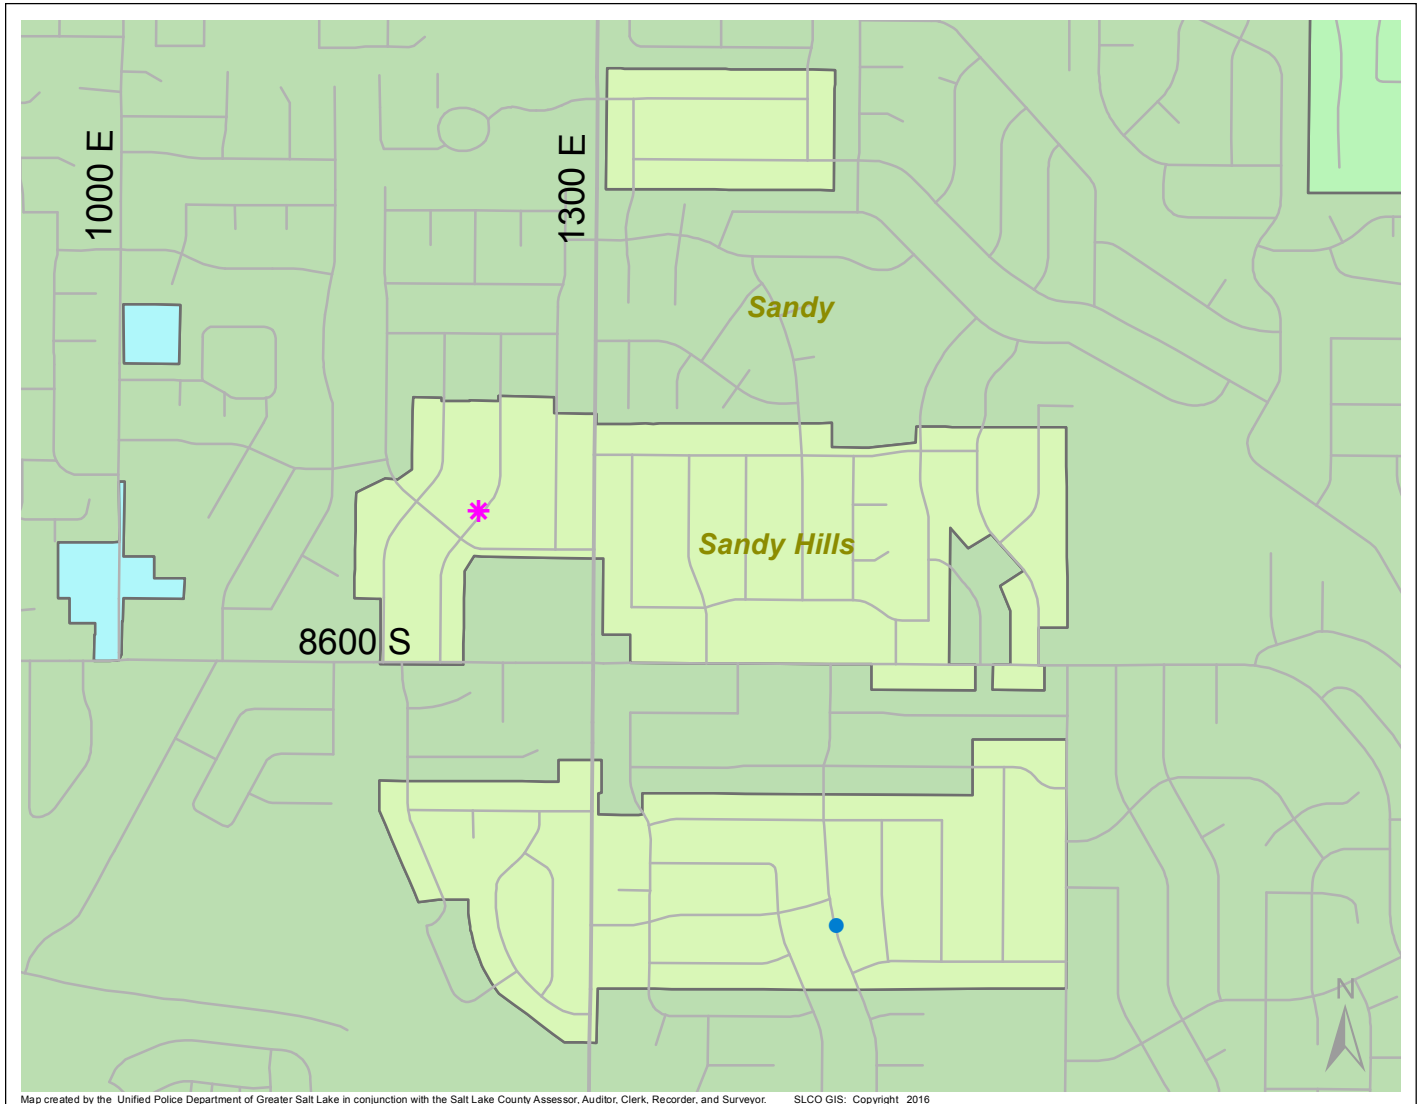 1000 E
1300 E
Sandy
Sandy Hills
8600 S
N
Map created by the Unified Police Department of Greater Salt Lake in conjunction with the Salt Lake County Assessor, Auditor, Clerk, Recorder, and Surveyor. SLCO GIS: Copyright 2016